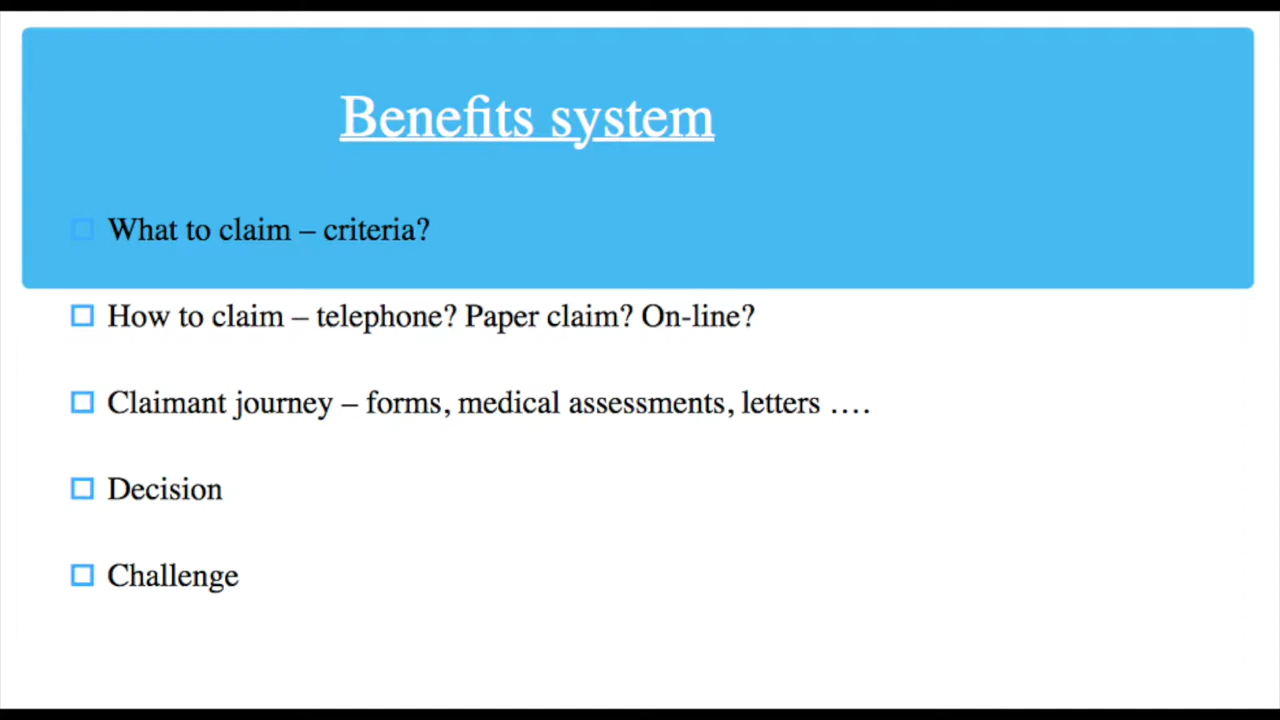 Benefits system
What to claim – criteria?
How to claim – telephone? Paper claim? On-line?
Claimant journey – forms, medical assessments, letters ….
Decision
Challenge